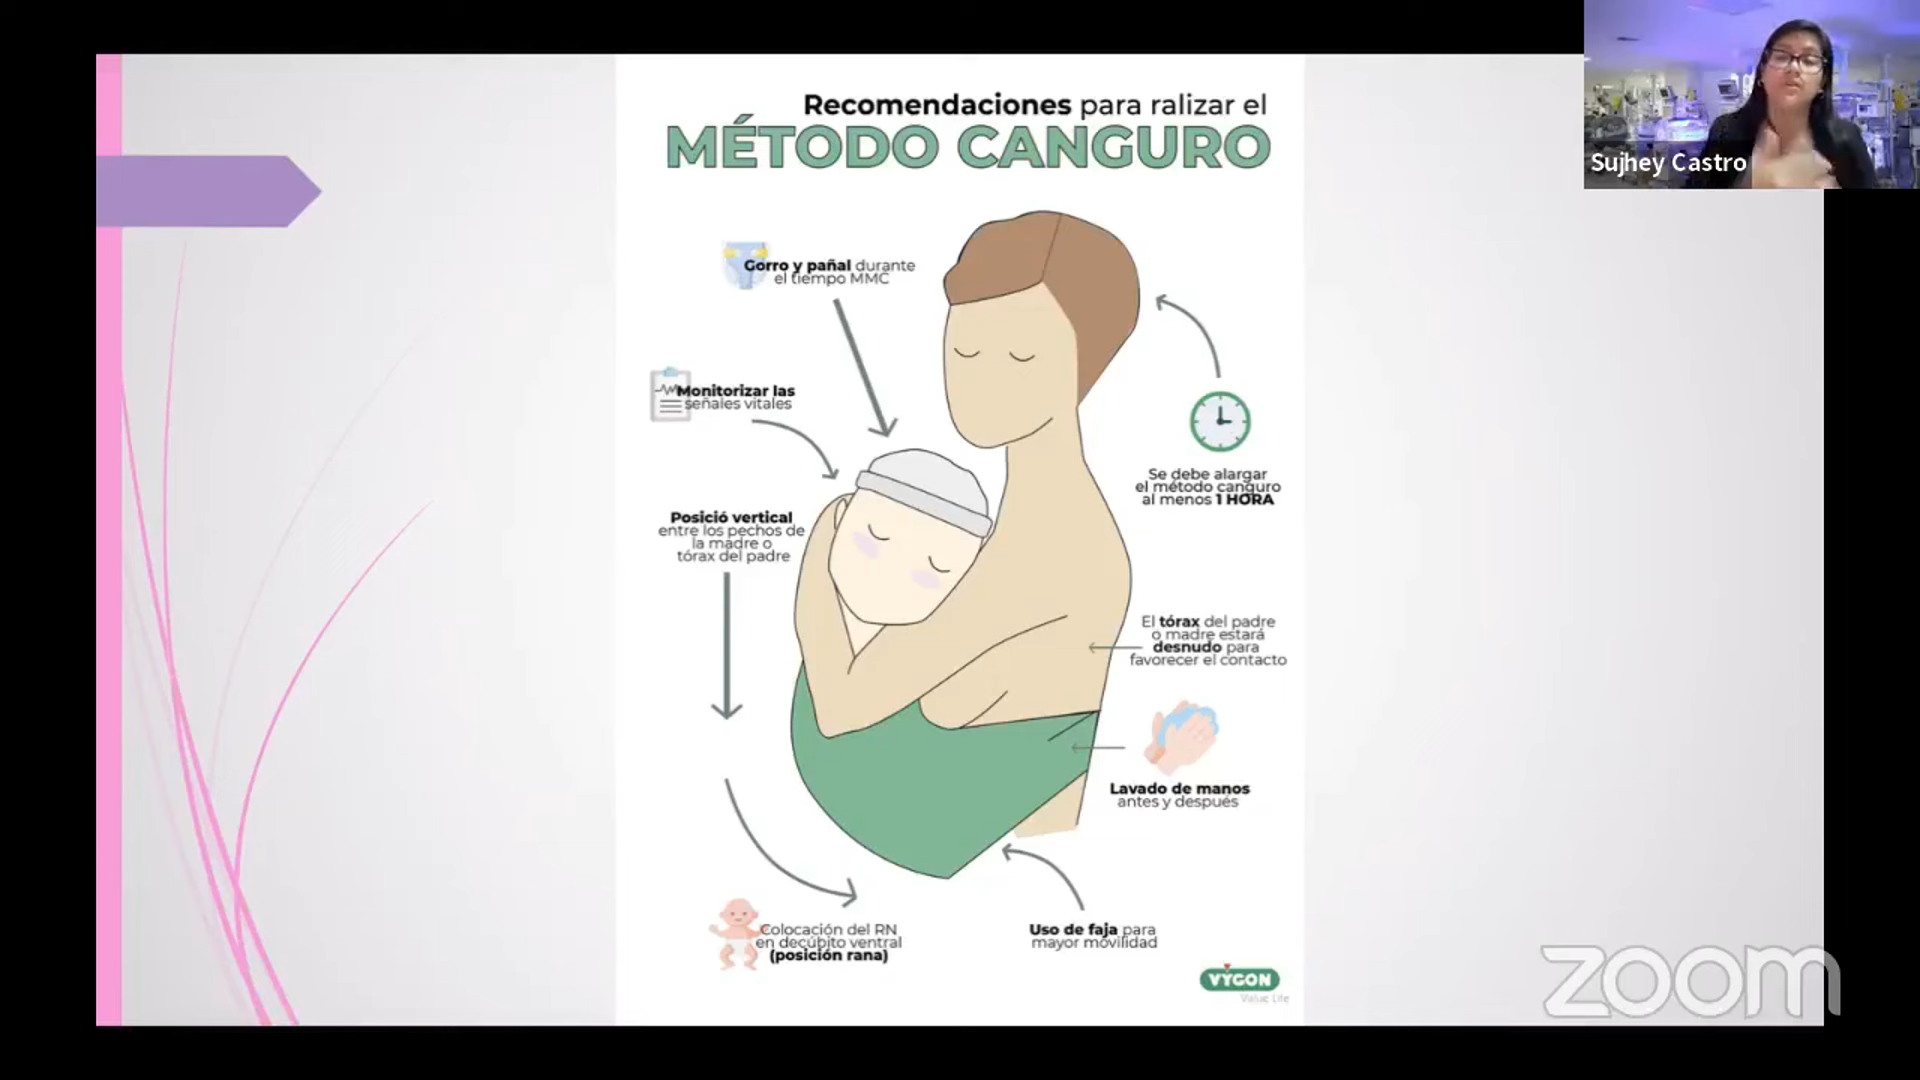 Recomendaciones para ralizar el
MÉTODO CANGURO
Gorro y pañal durante
el tiempo MMC
Monitorizar las
señales vitales
Posició vertical
entre los pechos de
la madre o
tórax del padre
Se debe alargar
el método canguro
al menos 1 HORA
El tórax del padre
o madre estará
desnudo para
favorecer el contacto
Lavado de manos
antes y después
Colocación del RN
en decúbito ventral
(posición rana)
Uso de faja para
mayor movilidad
VYGON
Value Life
Sujhey Castro
zoom